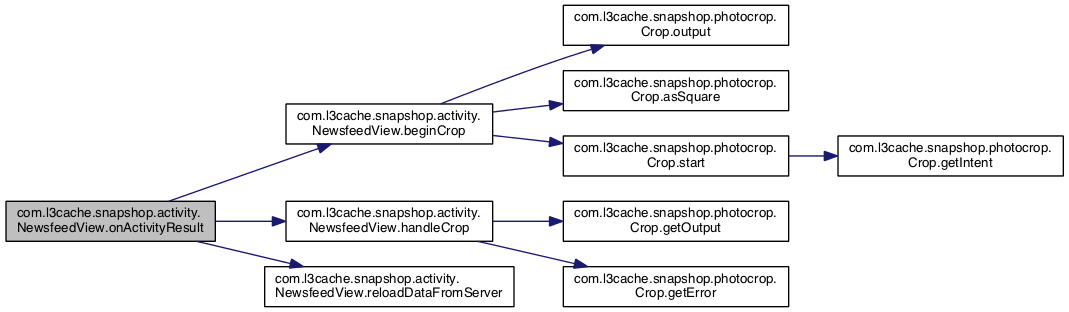 com.l3cache.snapshop.photocrop.
Crop.output
com.l3cache.snapshop.photocrop.
Crop.asSquare
com.l3cache.snapshop.activity.
NewsfeedView.beginCrop
com.l3cache.snapshop.photocrop.
Crop.start
com.l3cache.snapshop.photocrop.
Crop.getIntent
com.l3cache.snapshop.activity.
NewsfeedView.onActivityResult
com.l3cache.snapshop.activity.
NewsfeedView.handleCrop
com.l3cache.snapshop.photocrop.
Crop.getOutput
com.l3cache.snapshop.activity.
NewsfeedView.reloadDataFromServer
com.l3cache.snapshop.photocrop.
Crop.getError